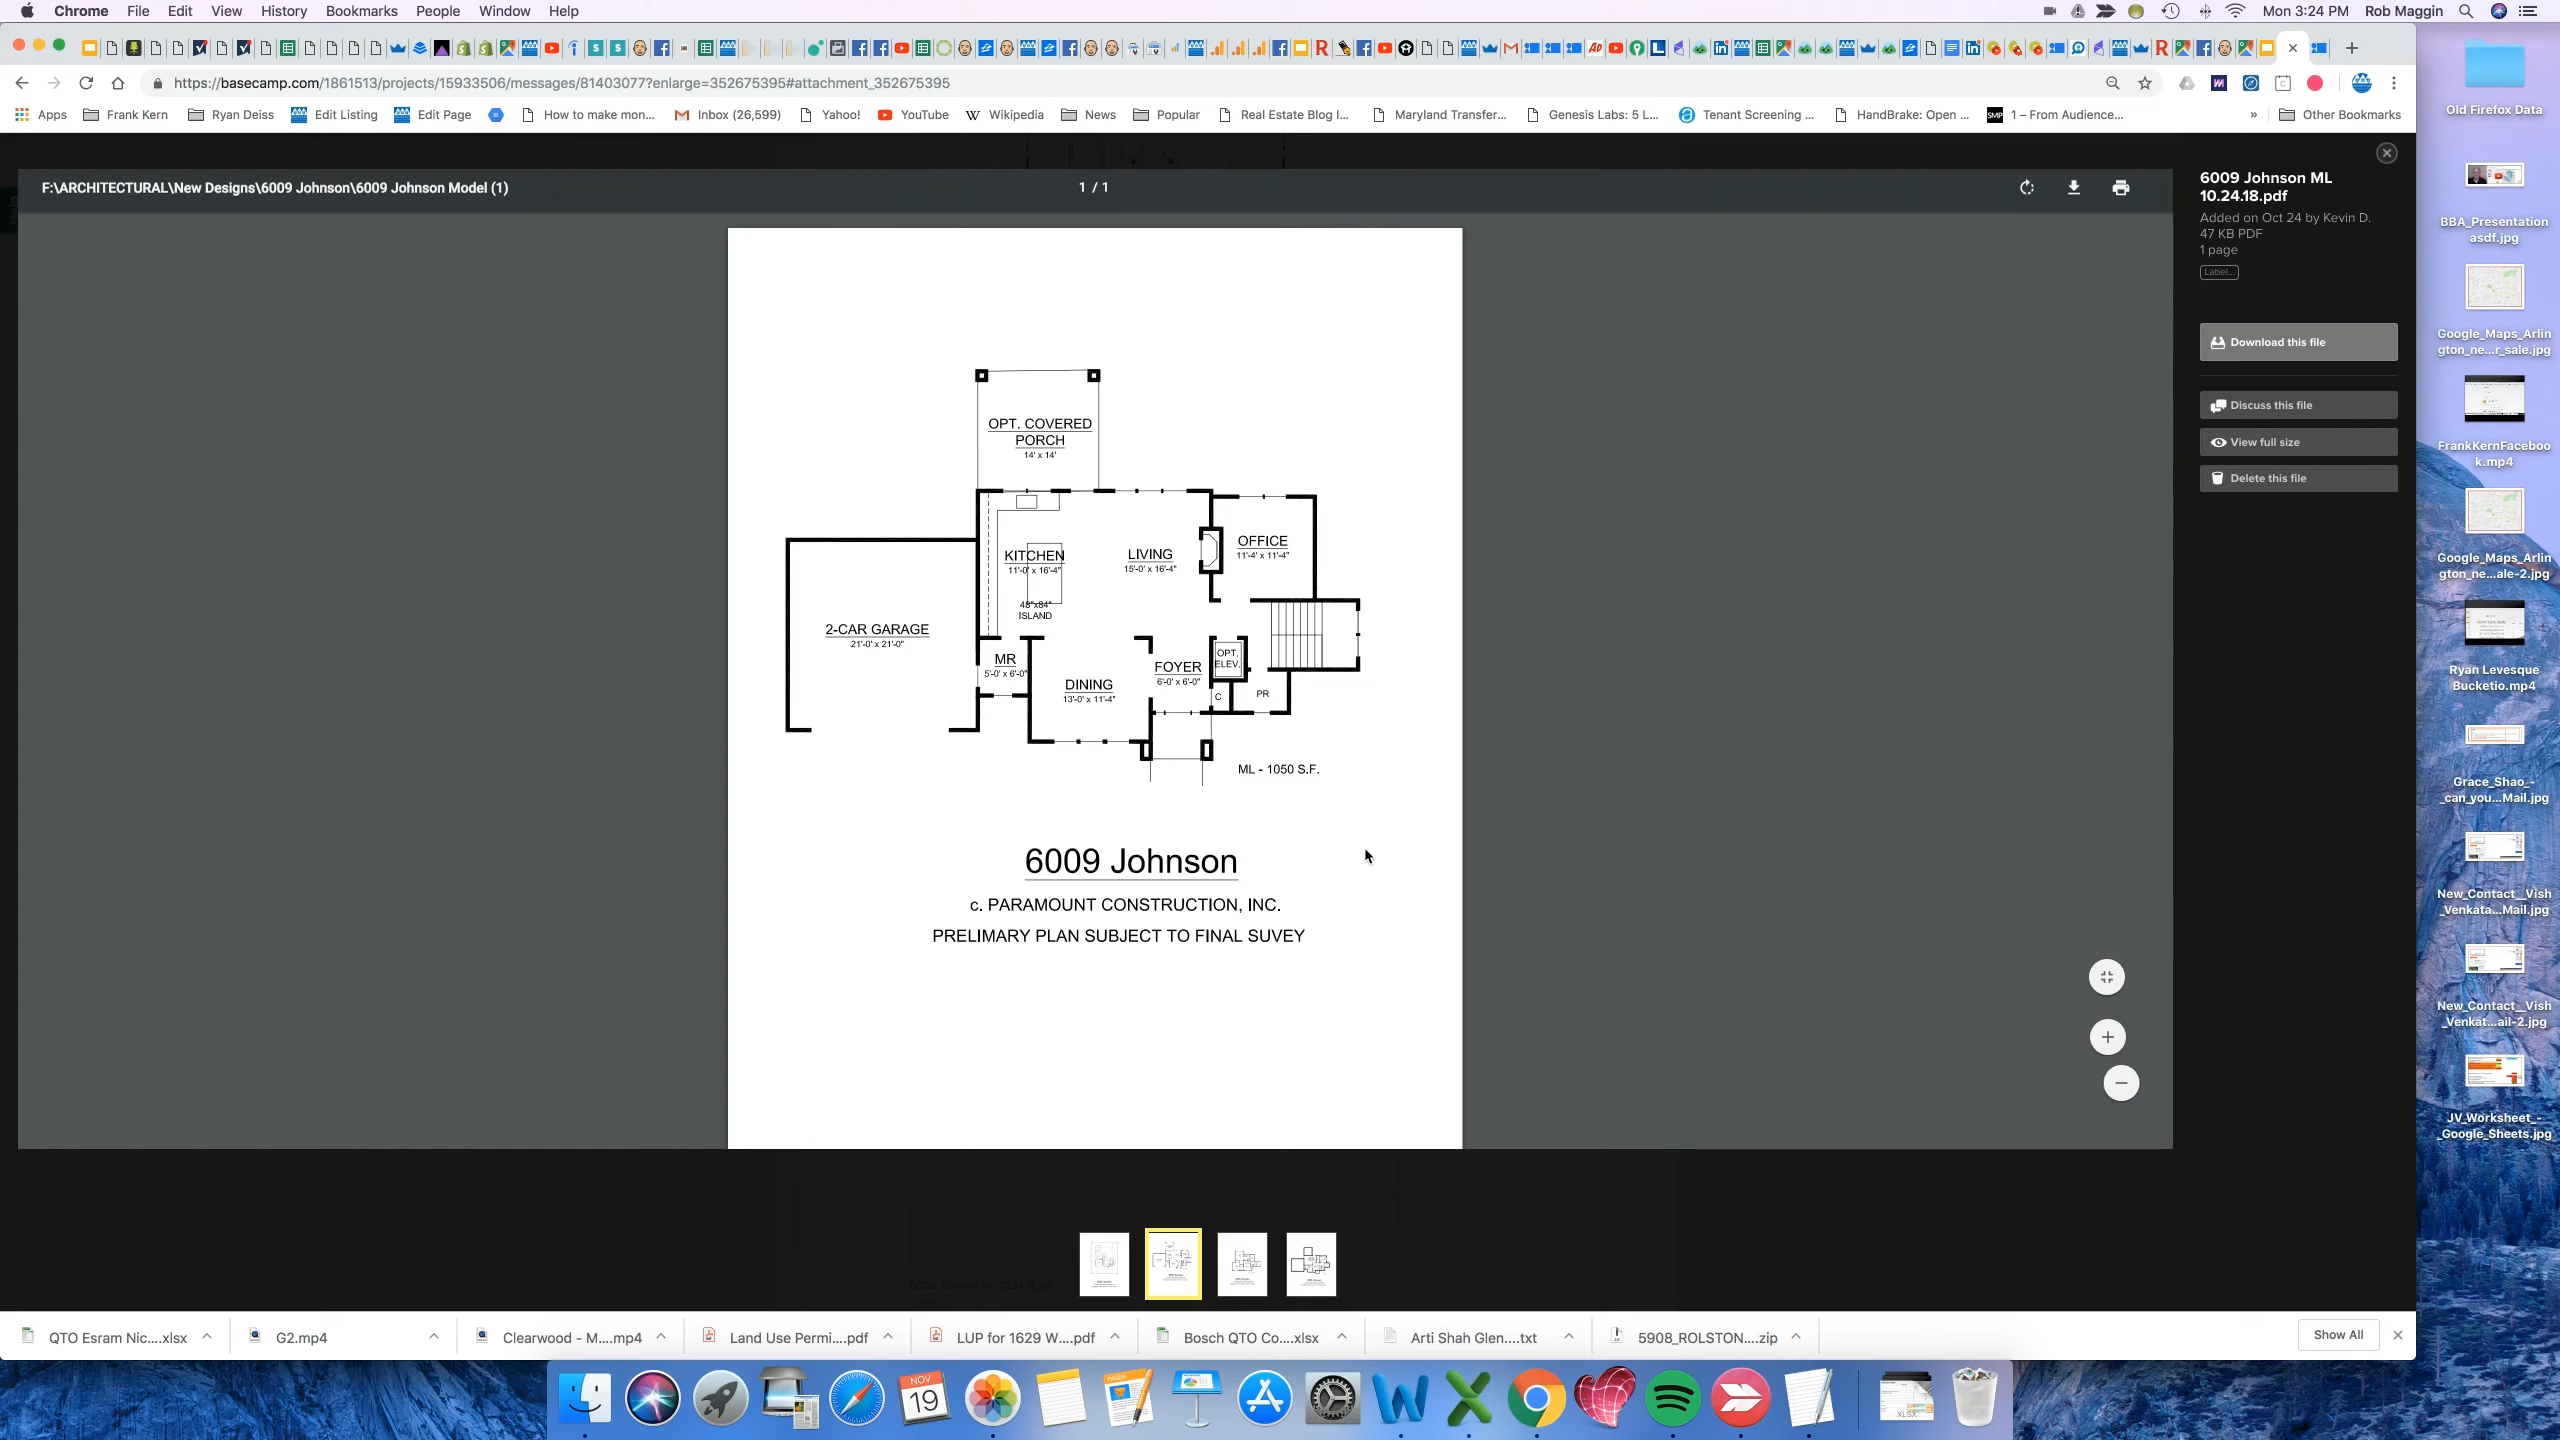 Chrome File Edit View History Bookmarks People Window Help
Mon 3:24 PM Rob Maggin
https://basecamp.com/1861513/projects/15933506/messages/81403077?enlarge=352675395#attachment_352675395
Apps Frank Kern Ryan Deiss Edit Listing Edit Page How to make mon... Inbox (26,599) Yahoo! YouTube Wikipedia News Popular Real Estate Blog I... Maryland Transfer... Genesis Labs: 5 L... Tenant Screening ... HandBrake: Open ... 1 – From Audience... » Other Bookmarks
F:\ARCHITECTURAL\New Designs\6009 Johnson\6009 Johnson Model (1)
1 / 1
6009 Johnson ML
10.24.18.pdf
Added on Oct 24 by Kevin D.
47 KB PDF
1 page
Label...
Download this file
Discuss this file
View full size
Delete this file
OPT. COVERED
PORCH
14' x 14'
KITCHEN
11'-0" x 16'-4"
48"x84"
ISLAND
LIVING
15'-0" x 16'-4"
OFFICE
11'-4" x 11'-4"
2-CAR GARAGE
21'-0" x 21'-0"
MR
5'-0" x 6'-0"
DINING
13'-0" x 11'-4"
FOYER
6'-0" x 6'-0"
OPT.
ELEV.
C
PR
ML - 1050 S.F.
6009 Johnson
c. PARAMOUNT CONSTRUCTION, INC.
PRELIMARY PLAN SUBJECT TO FINAL SUVEY
Old Firefox Data
BBA_Presentation
asdf.jpg
Google_Maps_Arlin
gton_ne...r_sale.jpg
FrankKernFaceboo
k.mp4
Google_Maps_Arlin
gton_ne...ale-2.jpg
Ryan Levesque
Bucketio.mp4
Grace_Shao_-
_can_you...Mail.jpg
New_Contact__Vish
_Venkata...Mail.jpg
New_Contact__Vish
_Venkat...ail-2.jpg
JV_Worksheet_-
_Google_Sheets.jpg
QTO Esram Nic....xlsx G2.mp4 Clearwood - M....mp4 Land Use Permi....pdf LUP for 1629 W....pdf Bosch QTO Co....xlsx Arti Shah Glen....txt 5908_ROLSTON....zip Show All
NOV
19
XLSX